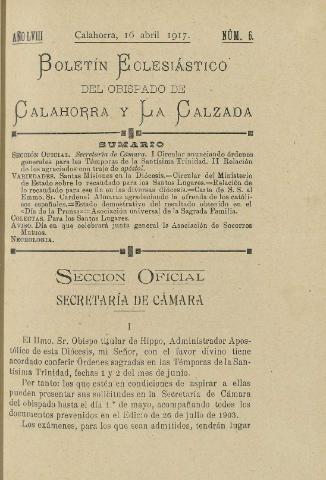 AÑO LVIII Calahorra, 16 abril 1917. NÚM. 6.
BOLETÍN ECLESIÁSTICO
DEL OBISPADO DE
CALAHORRA Y LA CALZADA
SUMARIO
SECCIÓN OFICIAL. Secretaría de Cámara. I Circular anunciando órdenes
generales para las Témporas de la Santísima Trinidad. II Relación
de los agraciados con traje de apóstol.
VARIEDADES. Santas Misiones en la Diócesis.—Circular del Ministerio
de Estado sobre lo recaudado para los Santos Lugares.—Relación de
lo recaudado para ese fin en las diversas diócesis.—Carta de S. S. al
Emmo. Sr. Cardenal Almaraz agradeciendo la ofrenda de los católicos
españoles.—Estado demostrativo del resultado obtenido en el
«Día de la Prensa»:—Asociación universal de la Sagrada Familia.
COLECTAS. Para los Santos Lugares.
AVISO. Día en que celebrará junta general la Asociación de Socorros
MUTUOS.
NECROLOGIA.
SECCION OFICIAL
SECRETARÍA DE CÁMARA
I
El Ilmo. Sr. Obispo titular de Hippo, Administrador Apos-
tólico de esta Diócesis, mi Señor, con el favor divino tiene
acordado conferir Órdenes sagradas en las Témporas de la San-
tísima Trinidad, fechas 1 y 2 del mes de junio.
Por tanto: los que estén en condiciones de aspirar a ellas
pueden presentar sus solicitudes en la Secretaría de Cámara
del obispado hasta el día 1.º de mayo, acompañando todos los
documentos prevenidos en el Edicto de 26 de julio de 1903.
Los exámenes, para los que sean admitidos, tendrán lugar